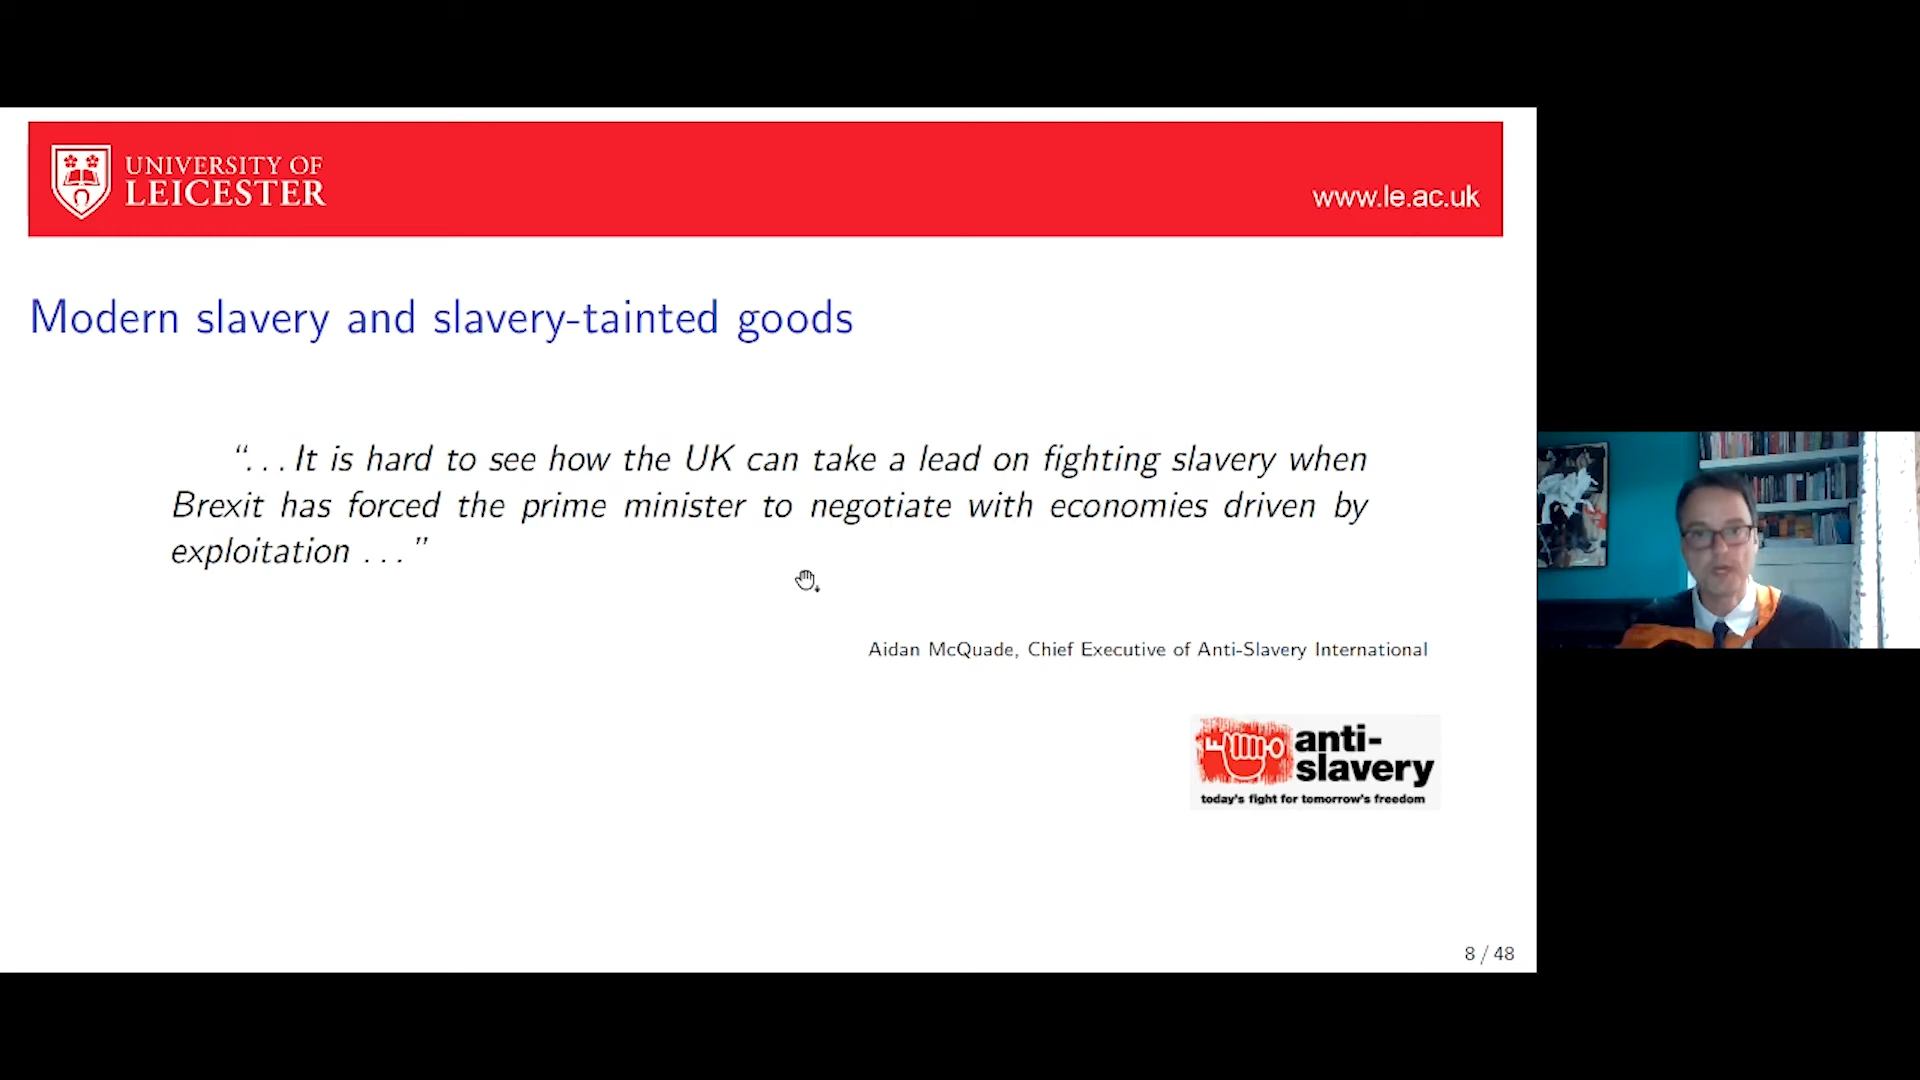 UNIVERSITY OF
LEICESTER
www.le.ac.uk
Modern slavery and slavery-tainted goods
“. . . It is hard to see how the UK can take a lead on fighting slavery when
Brexit has forced the prime minister to negotiate with economies driven by
exploitation . . . ”
Aidan McQuade, Chief Executive of Anti-Slavery International
anti-
slavery
today's fight for tomorrow's freedom
8 / 48